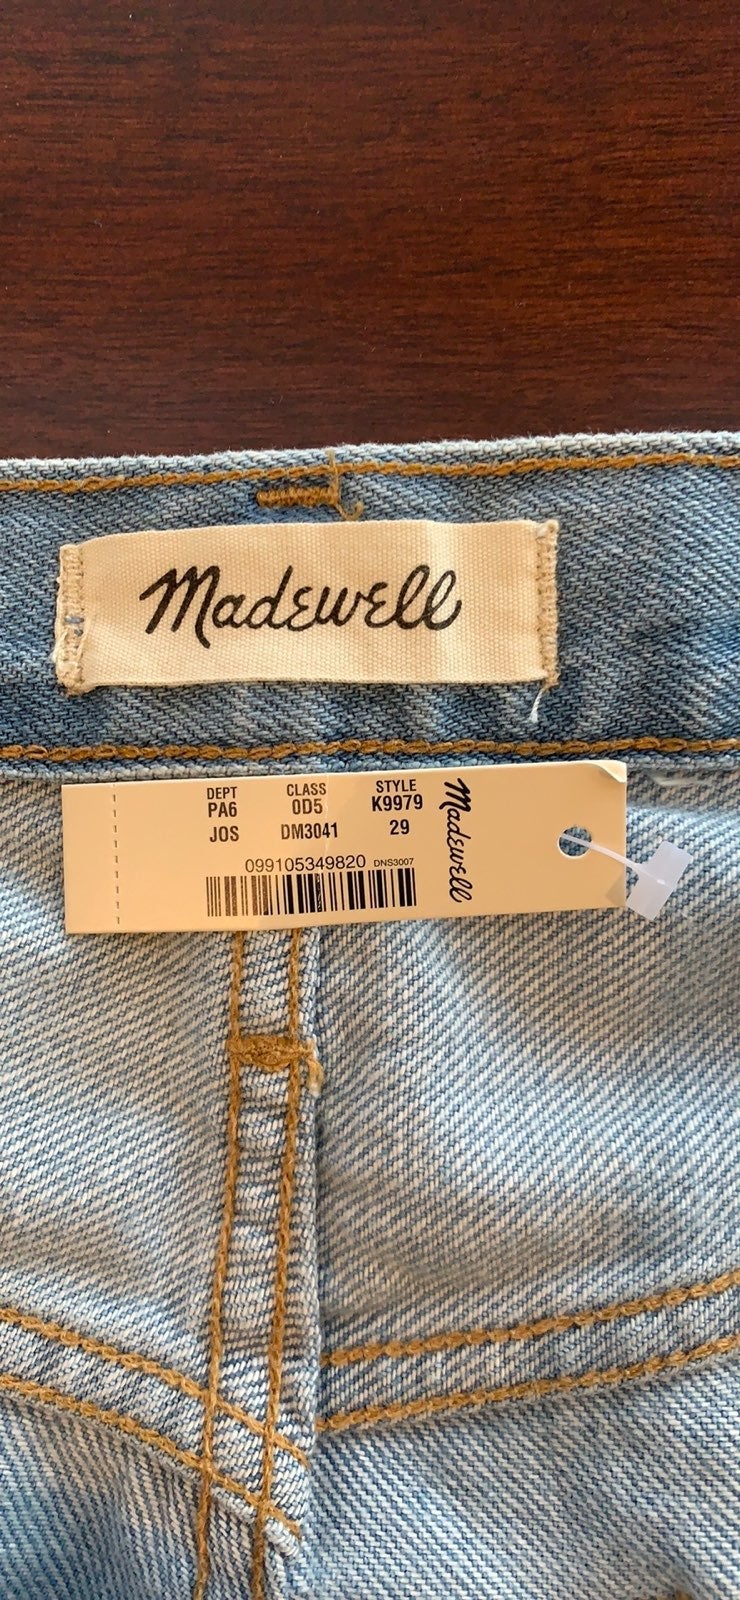 Madewell
DEPT CLASS STYLE
PA6 0D5 K9979
JOS DM3041 29
099105349820 DNS3007
Madewell